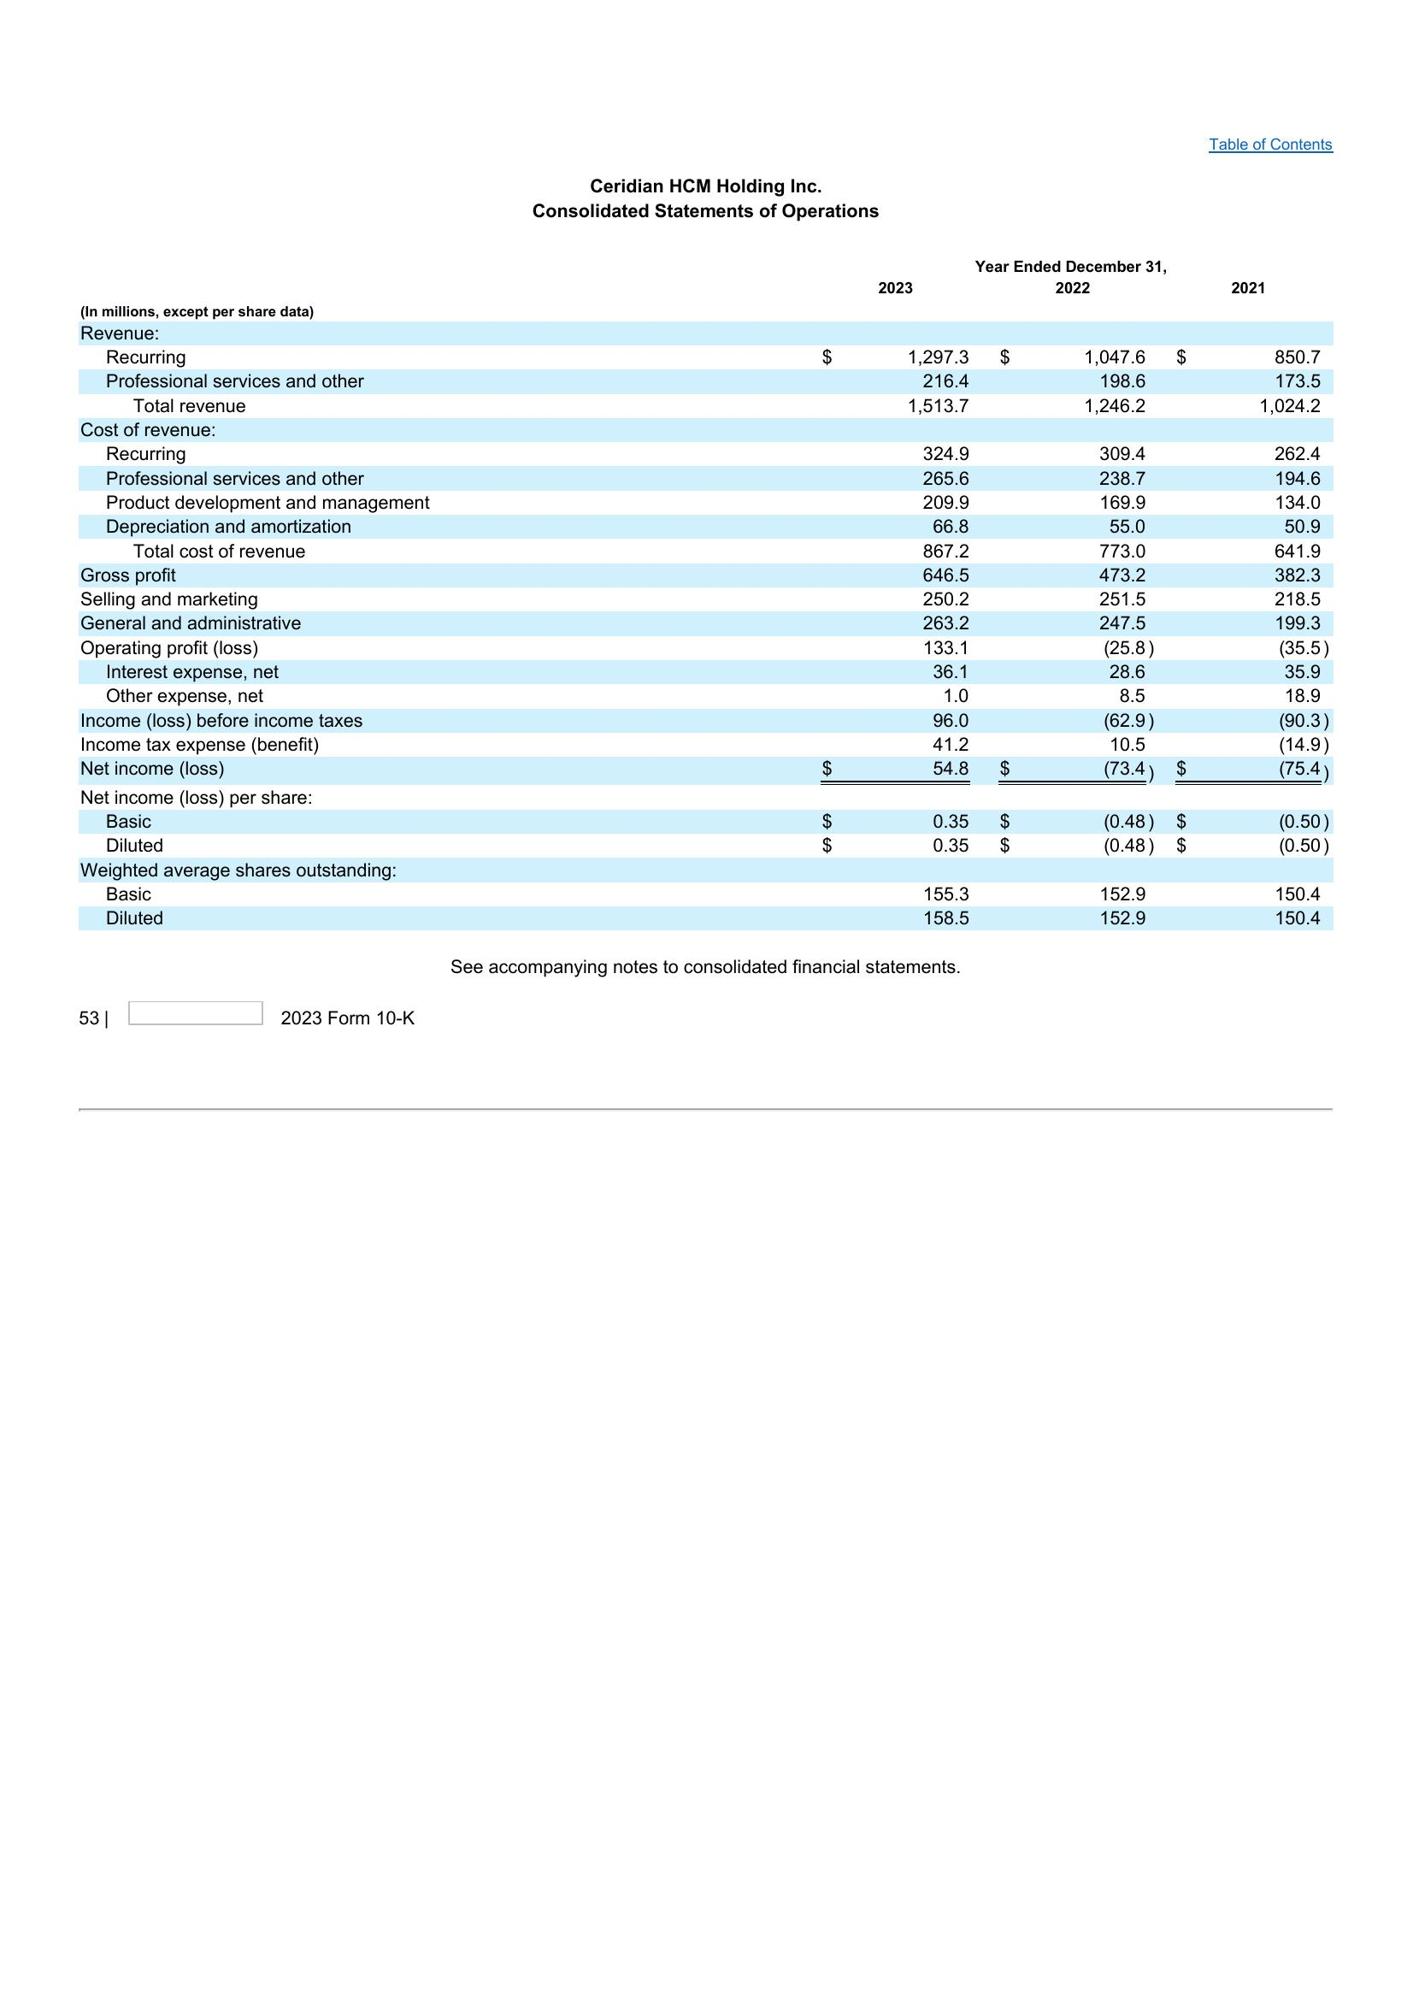 Table of Contents
Ceridian HCM Holding Inc.
Consolidated Statements of Operations
Year Ended December 31,
2023 2022 2021
(In millions, except per share data)
Revenue:
Recurring $ 1,297.3 $ 1,047.6 $ 850.7
Professional services and other 216.4 198.6 173.5
Total revenue 1,513.7 1,246.2 1,024.2
Cost of revenue:
Recurring 324.9 309.4 262.4
Professional services and other 265.6 238.7 194.6
Product development and management 209.9 169.9 134.0
Depreciation and amortization 66.8 55.0 50.9
Total cost of revenue 867.2 773.0 641.9
Gross profit 646.5 473.2 382.3
Selling and marketing 250.2 251.5 218.5
General and administrative 263.2 247.5 199.3
Operating profit (loss) 133.1 (25.8) (35.5)
Interest expense, net 36.1 28.6 35.9
Other expense, net 1.0 8.5 18.9
Income (loss) before income taxes 96.0 (62.9) (90.3)
Income tax expense (benefit) 41.2 10.5 (14.9)
Net income (loss) $ 54.8 $ (73.4) $ (75.4)
Net income (loss) per share:
Basic $ 0.35 $ (0.48) $ (0.50)
Diluted $ 0.35 $ (0.48) $ (0.50)
Weighted average shares outstanding:
Basic 155.3 152.9 150.4
Diluted 158.5 152.9 150.4
See accompanying notes to consolidated financial statements.
53 | 2023 Form 10-K